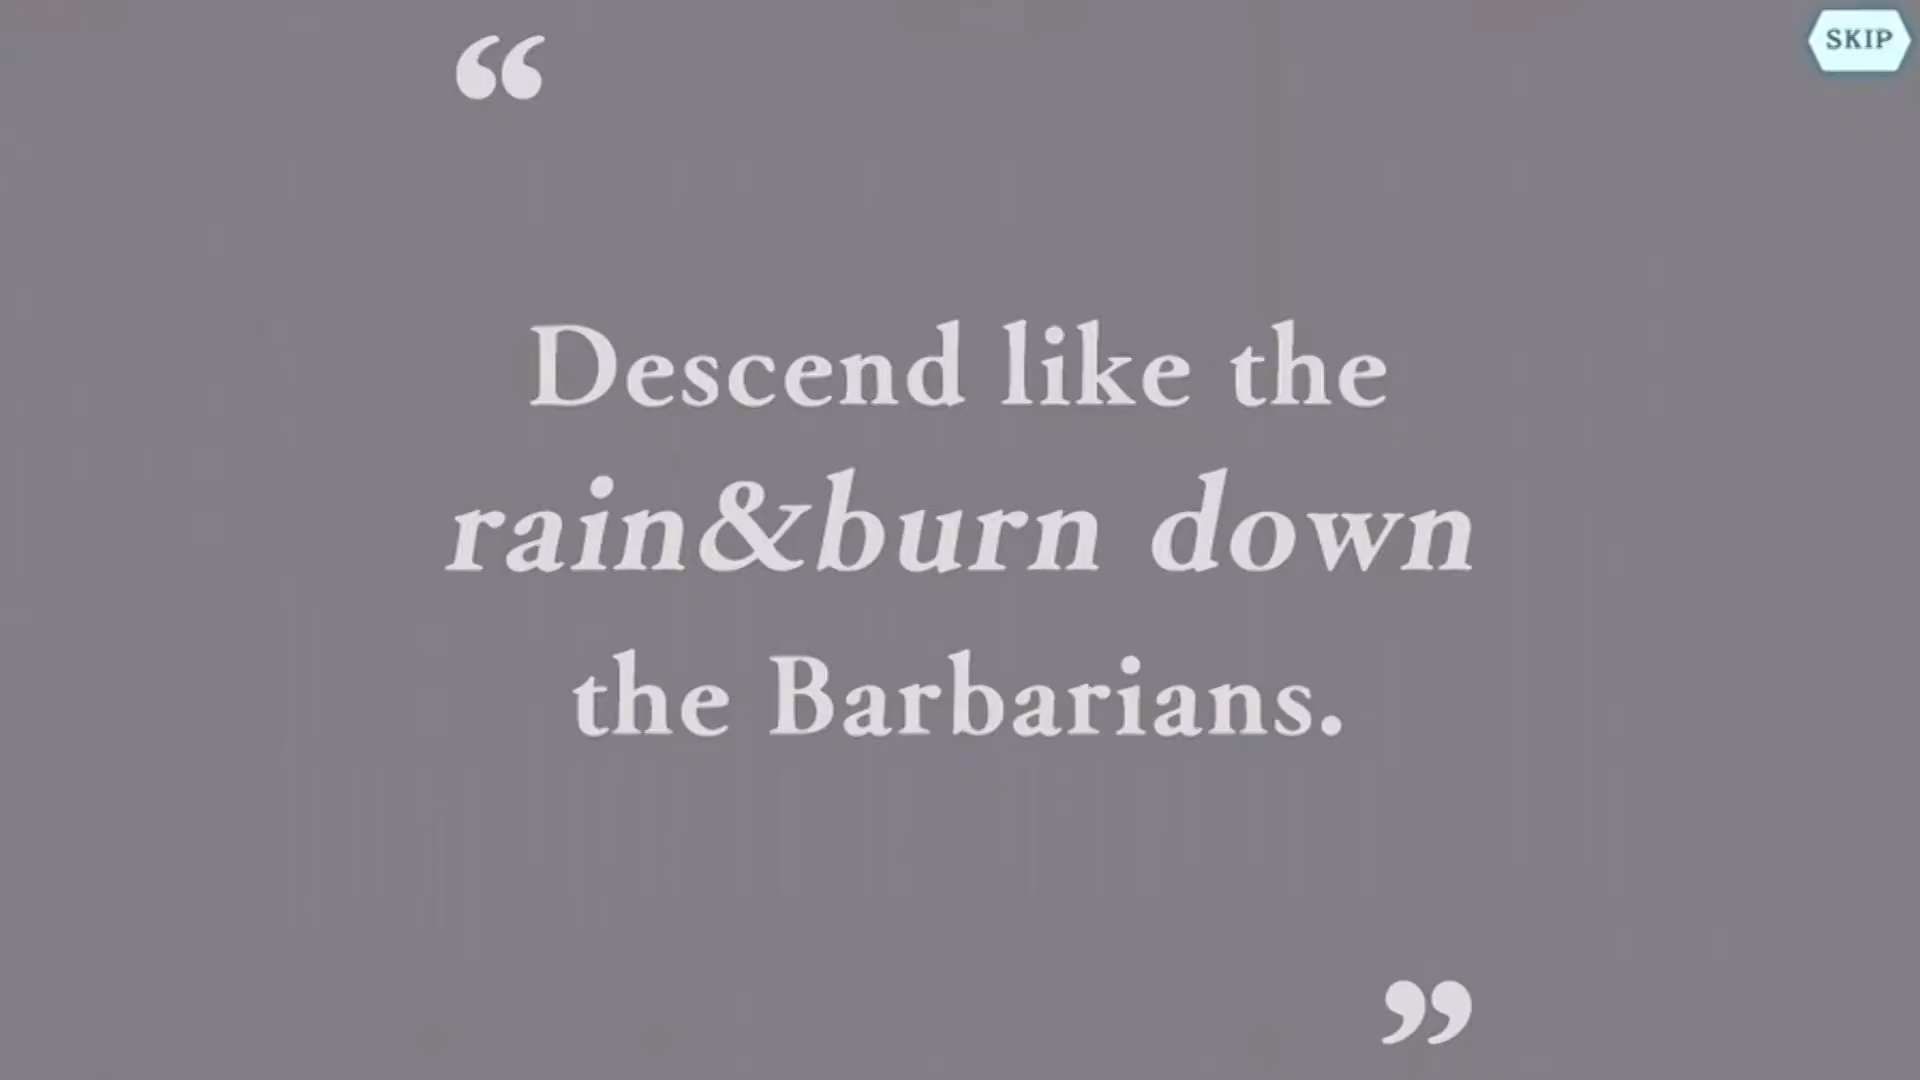 SKIP
“
Descend like the
rain&burn down
the Barbarians.
”